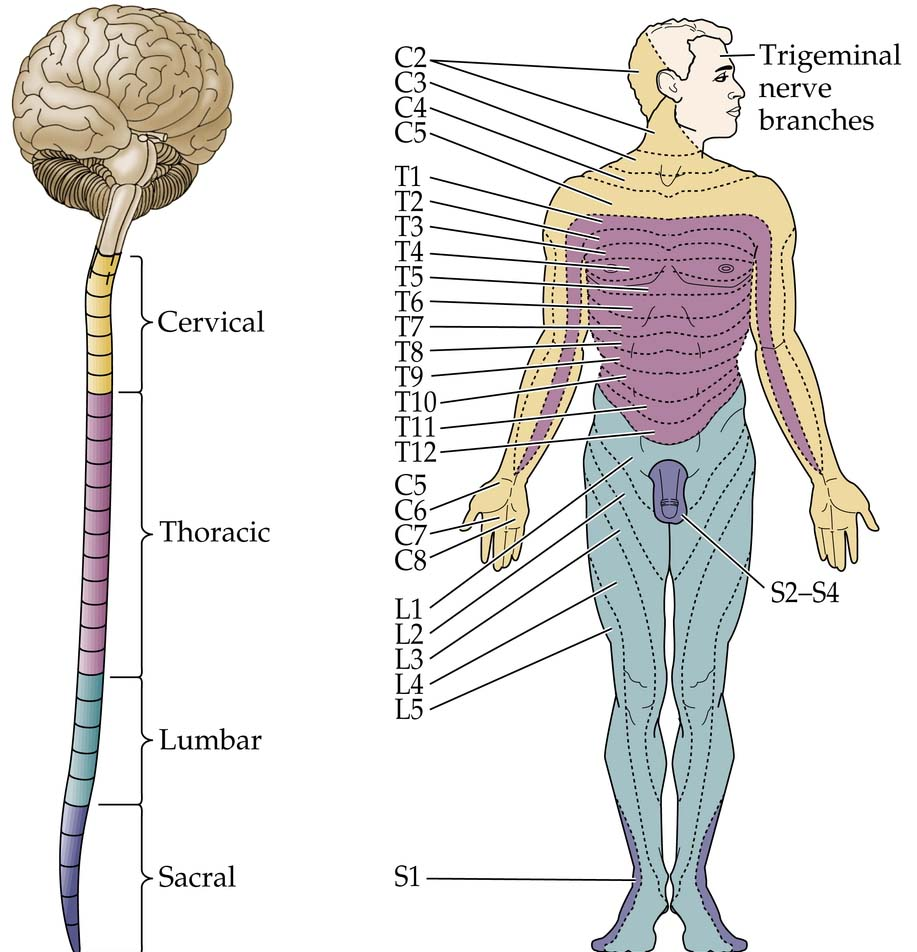 Cervical
Thoracic
Lumbar
Sacral
C2
C3
C4
C5
T1
T2
T3
T4
T5
T6
T7
T8
T9
T10
T11
T12
C5
C6
C7
C8
L1
L2
L3
L4
L5
S1
Trigeminal
nerve
branches
S2–S4